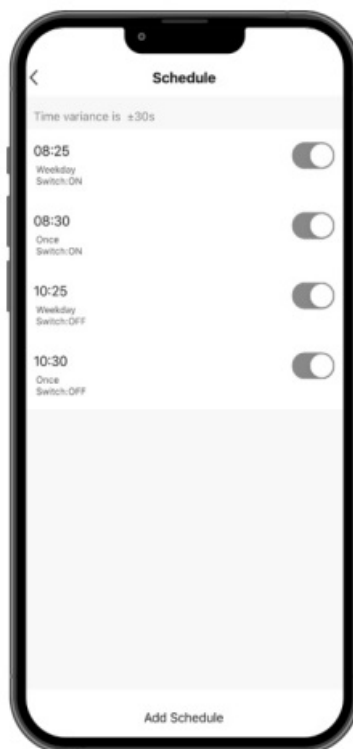 Schedule
Time variance is ±30s
08:25
Weekday
Switch:ON
08:30
Once
Switch:ON
10:25
Weekday
Switch:OFF
10:30
Once
Switch:OFF
Add Schedule